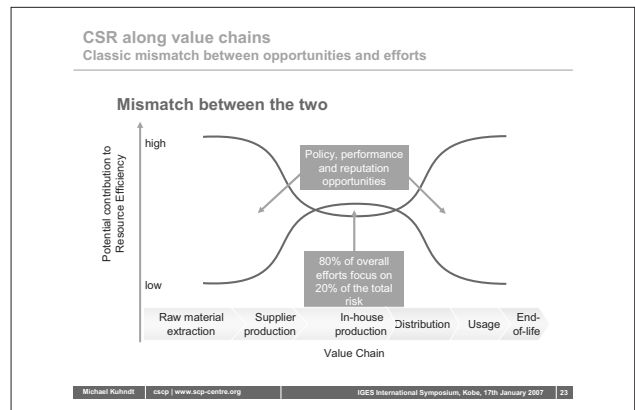 CSR along value chains
Classic mismatch between opportunities and efforts
Mismatch between the two
Potential contribution to
Resource Efficiency
high
low
Policy, performance
and reputation
opportunities
80% of overall
efforts focus on
20% of the total
risk
Raw material
extraction
Supplier
production
In-house
production
Distribution
Usage
End-
of-life
Value Chain
Michael Kuhndt cscp | www.scp-centre.org IGES International Symposium, Kobe, 17th January 2007 23